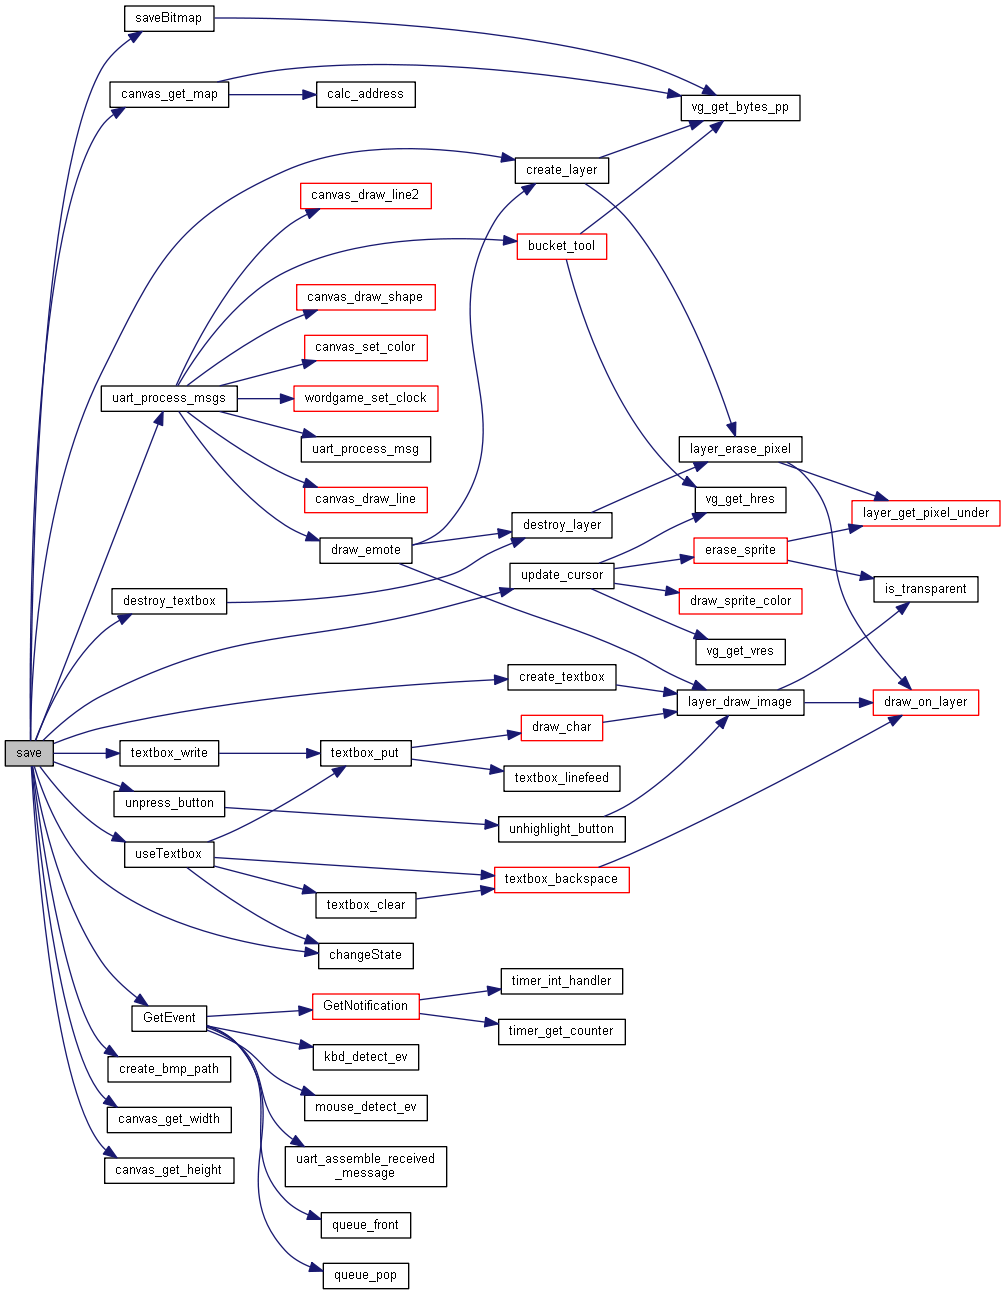 saveBitmap
canvas_get_map
calc_address
vg_get_bytes_pp
create_layer
canvas_draw_line2
bucket_tool
canvas_draw_shape
canvas_set_color
uart_process_msgs
wordgame_set_clock
uart_process_msg
layer_erase_pixel
canvas_draw_line
vg_get_hres
layer_get_pixel_under
destroy_layer
draw_emote
erase_sprite
update_cursor
is_transparent
destroy_textbox
draw_sprite_color
vg_get_vres
create_textbox
layer_draw_image
draw_on_layer
draw_char
save
textbox_write
textbox_put
textbox_linefeed
unpress_button
unhighlight_button
useTextbox
textbox_backspace
textbox_clear
changeState
timer_int_handler
GetNotification
GetEvent
timer_get_counter
kbd_detect_ev
create_bmp_path
mouse_detect_ev
canvas_get_width
uart_assemble_received
_message
canvas_get_height
queue_front
queue_pop